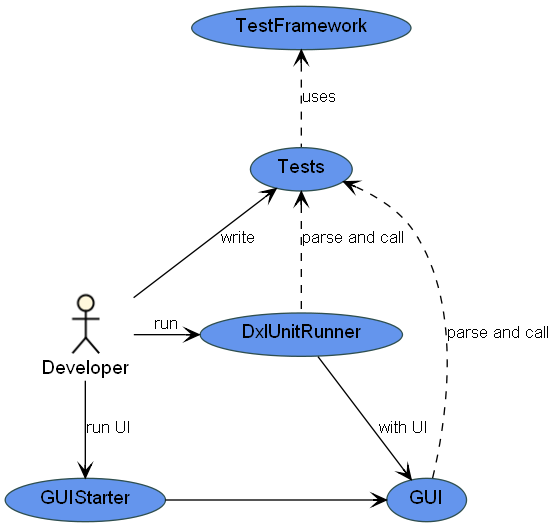 TestFramework
uses
Tests
write
parse and call
run
DxlUnitRunner
parse and call
Developer
run UI
with UI
GUIStarter
GUI